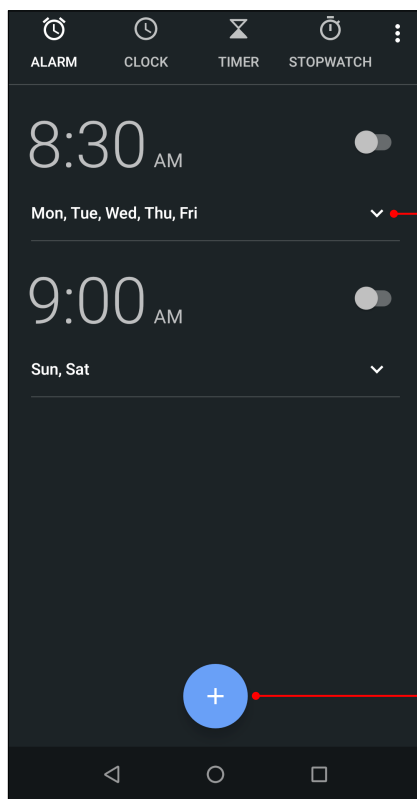 ALARM CLOCK TIMER STOPWATCH
8:30 AM
Mon, Tue, Wed, Thu, Fri
9:00 AM
Sun, Sat